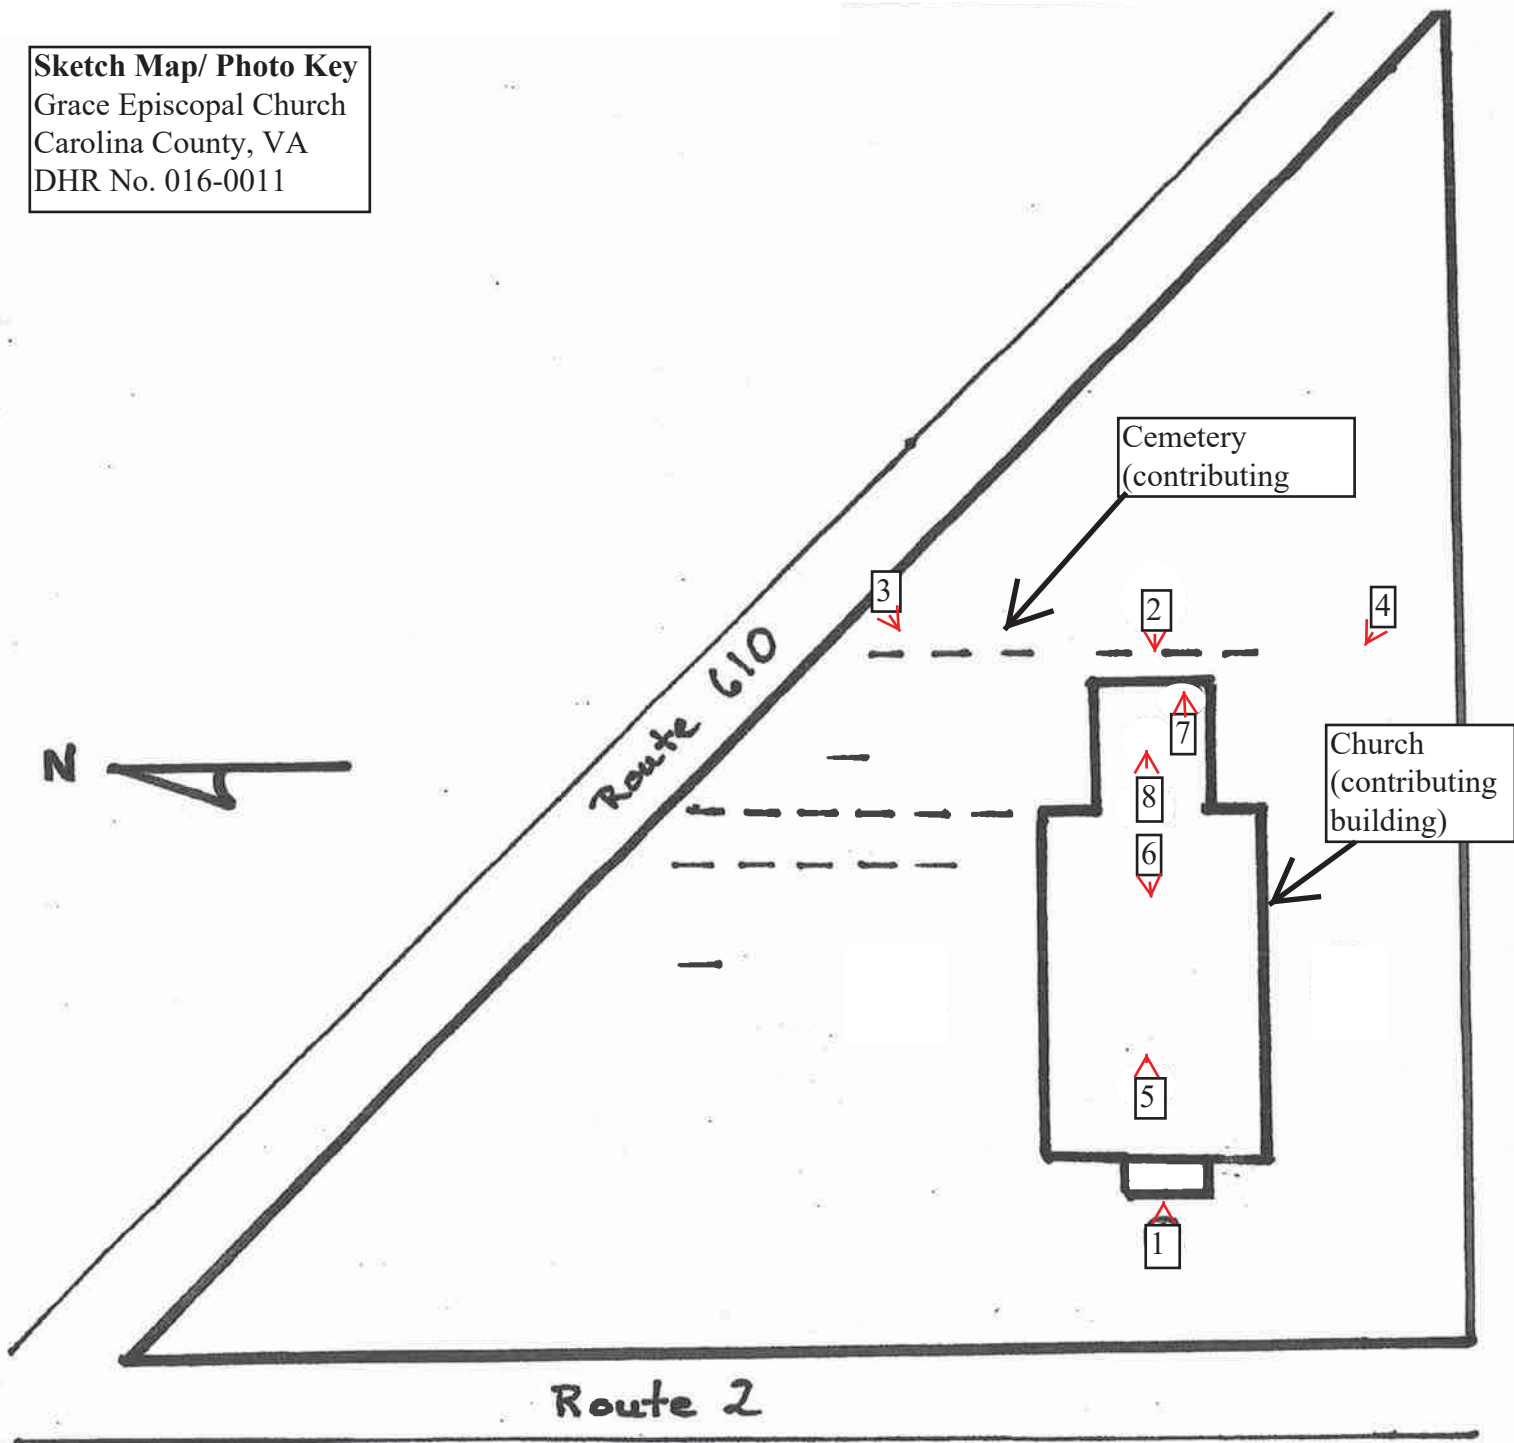 Sketch Map/ Photo Key
Grace Episcopal Church
Carolina County, VA
DHR No. 016-0011
Cemetery
(contributing
3
2
4
Route 610
7
Church
(contributing
building)
N
8
6
5
1
Route 2